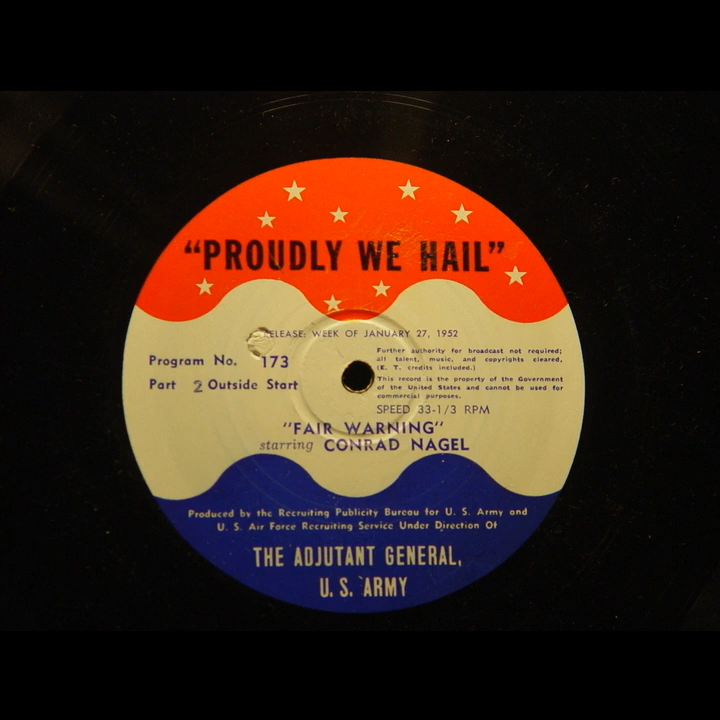 “PROUDLY WE HAIL”
RELEASE: WEEK OF JANUARY 27, 1952
Program No. 173
Part 2 Outside Start
Further authority for broadcast not required;
all talent, music, and copyrights cleared,
(E. T. credits included.)
This record is the property of the Government
of the United States and cannot be used for
commercial purposes.
SPEED 33-1/3 RPM
"FAIR WARNING"
starring CONRAD NAGEL
Produced by the Recruiting Publicity Bureau for U. S. Army and
U. S. Air Force Recruiting Service Under Direction Of
THE ADJUTANT GENERAL,
U. S. ARMY